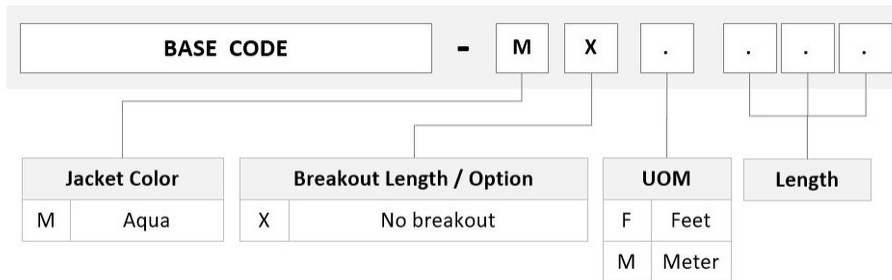 BASE CODE - M X . . . .
Jacket Color
M Aqua
Breakout Length / Option
X No breakout
UOM
F Feet
M Meter
Length